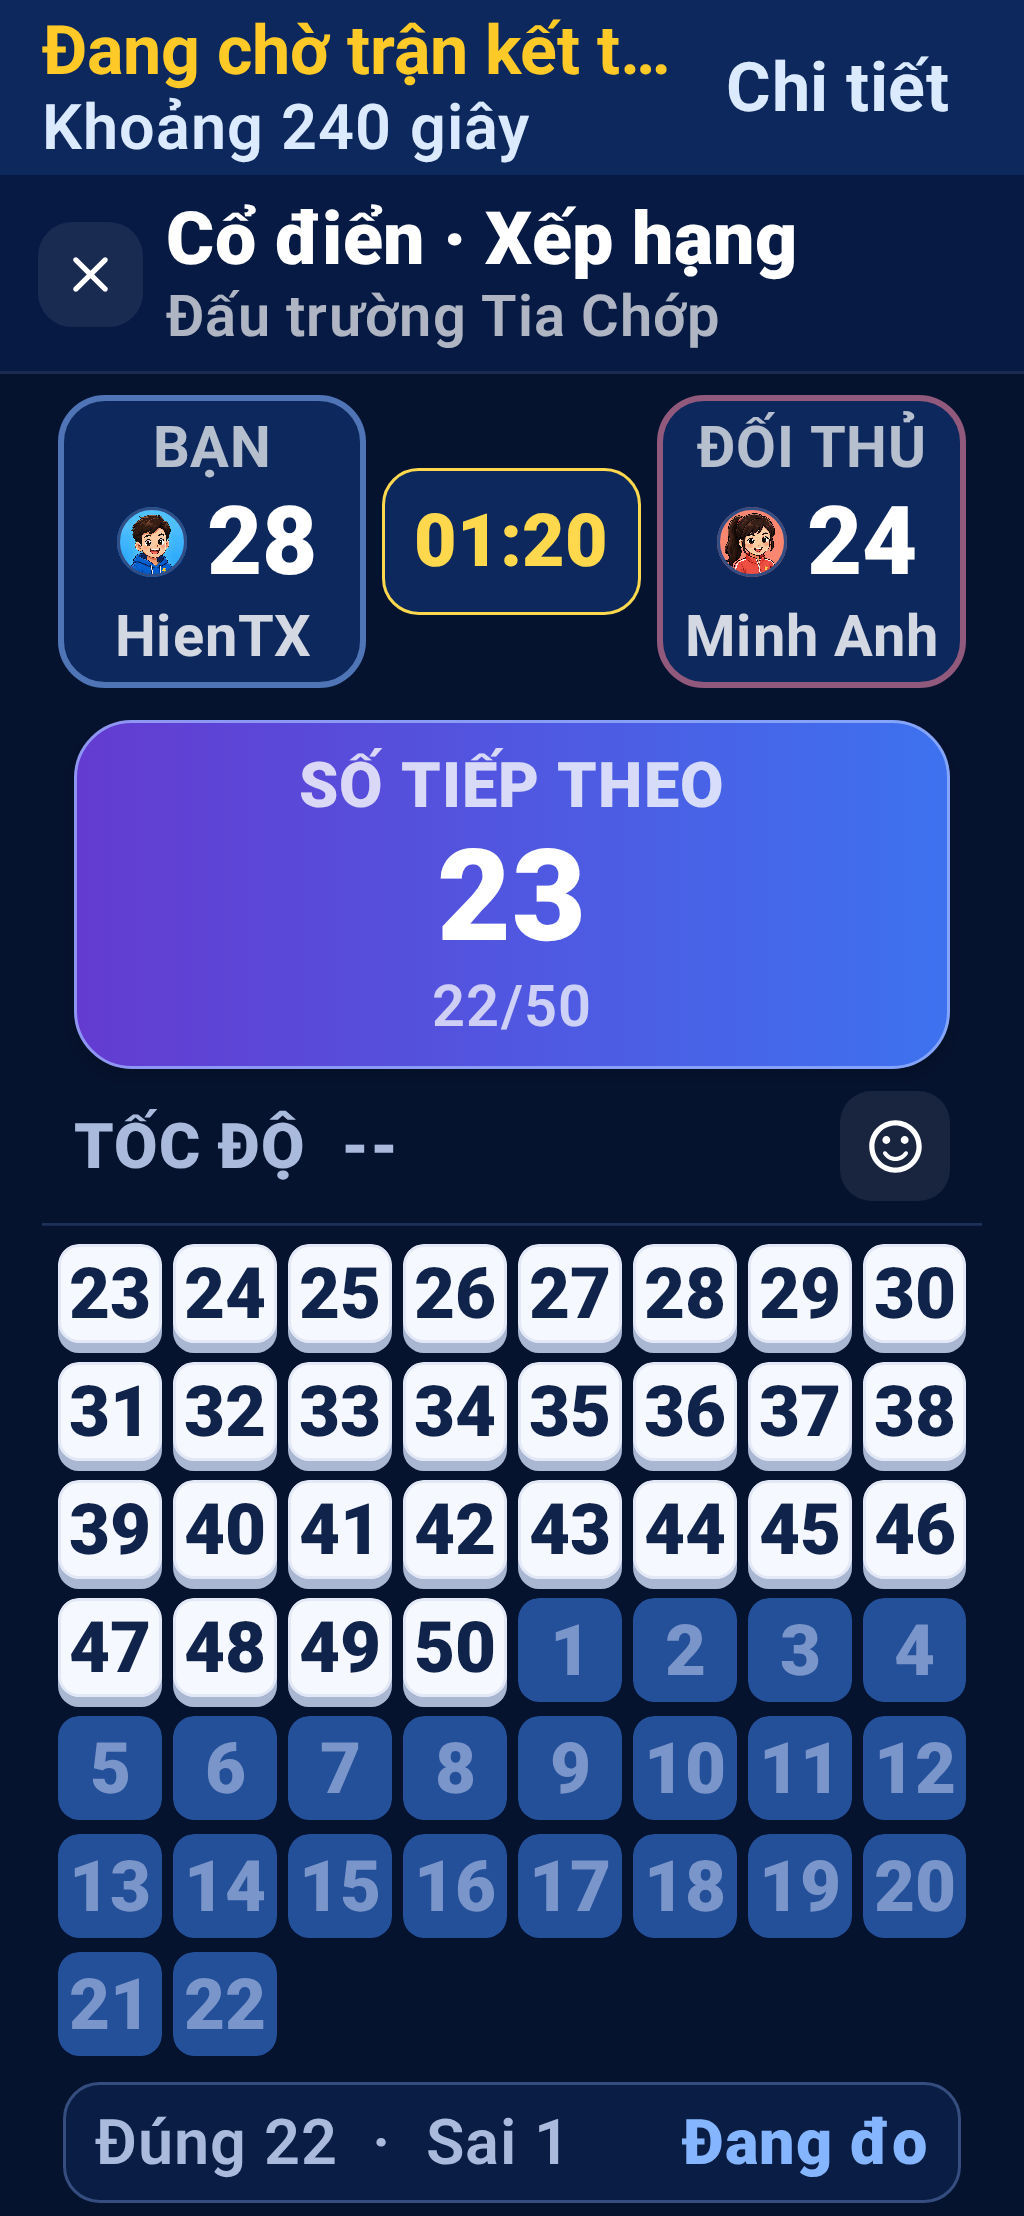 Đang chờ trận kết t...
Khoảng 240 giây
Chi tiết
Cổ điển · Xếp hạng
Đấu trường Tia Chớp
BẠN
28
HienTX
01:20
ĐỐI THỦ
24
Minh Anh
SỐ TIẾP THEO
23
22/50
TỐC ĐỘ --
23 24 25 26 27 28 29 30
31 32 33 34 35 36 37 38
39 40 41 42 43 44 45 46
47 48 49 50 1 2 3 4
5 6 7 8 9 10 11 12
13 14 15 16 17 18 19 20
21 22
Đúng 22 · Sai 1 Đang đo